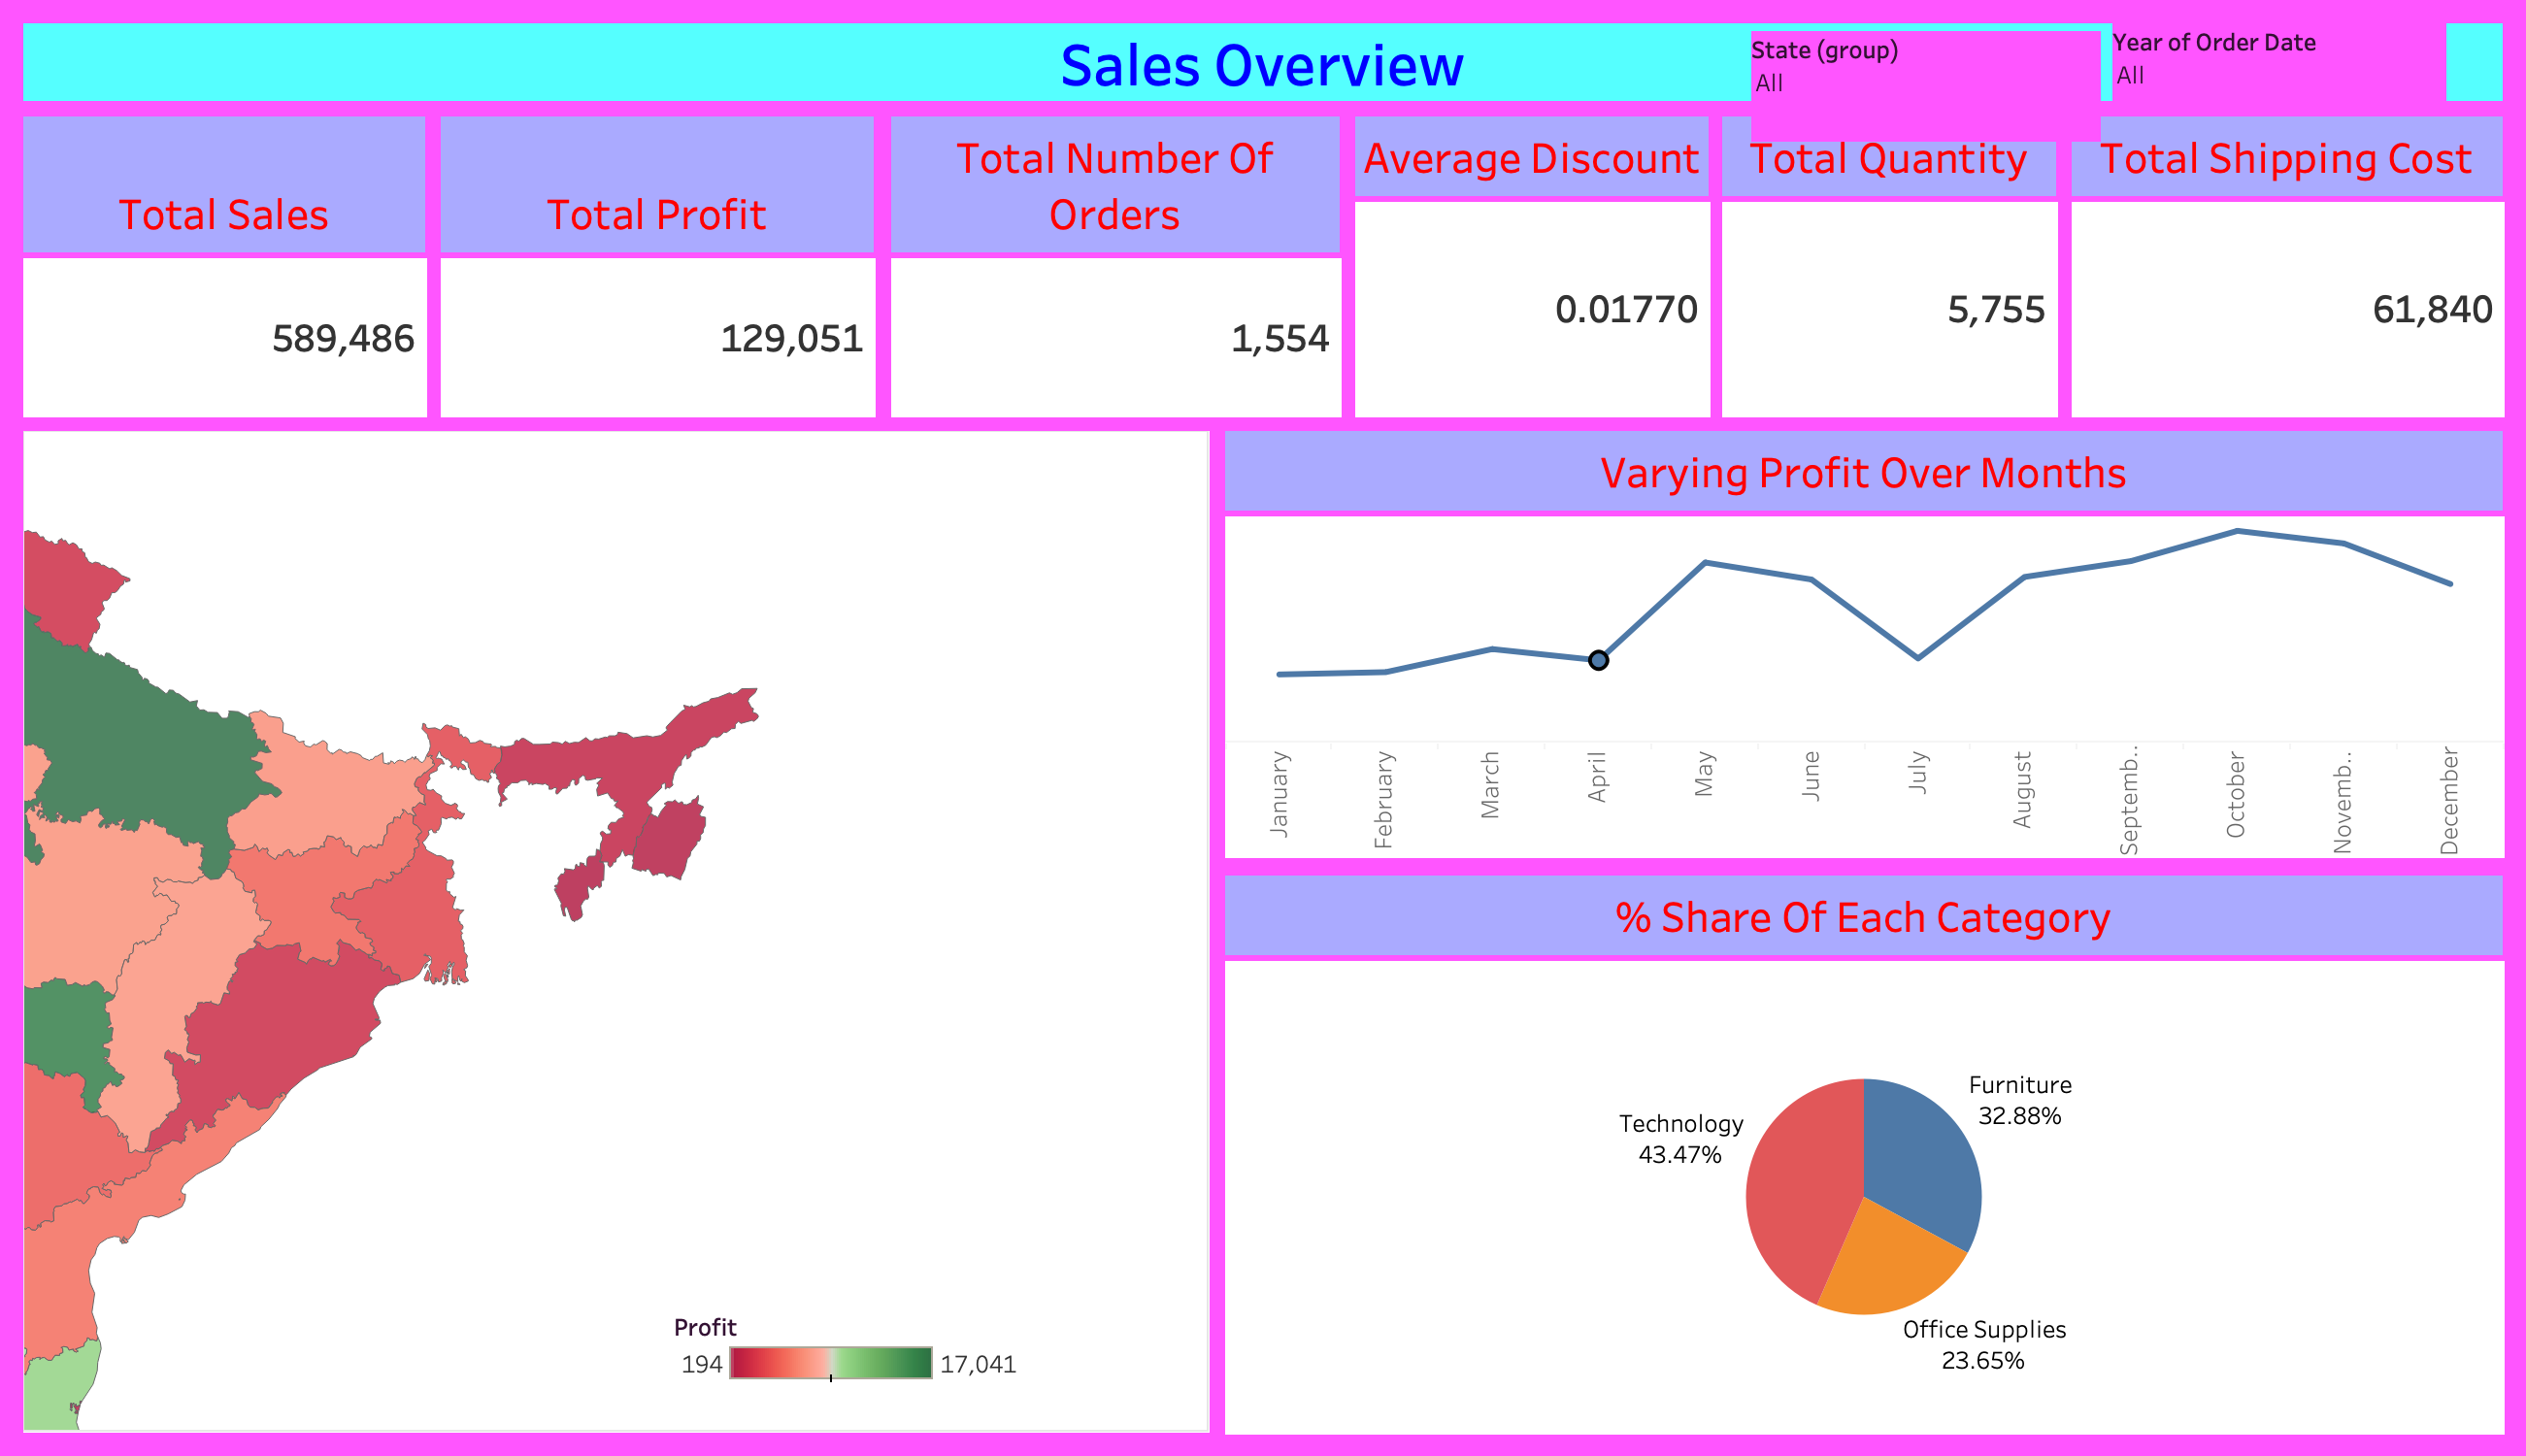 Sales Overview
State (group)
All
Year of Order Date
All
Total Sales
589,486
Total Profit
129,051
Total Number Of
Orders
1,554
Average Discount
0.01770
Total Quantity
5,755
Total Shipping Cost
61,840
Profit
194
17,041
Varying Profit Over Months
January
February
March
April
May
June
July
August
Septemb..
October
Novemb..
December
% Share Of Each Category
Furniture
32.88%
Technology
43.47%
Office Supplies
23.65%